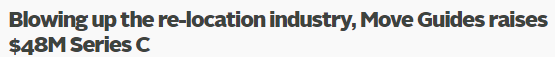 Blowing up the re-location industry, Move Guides raises
$48M Series C